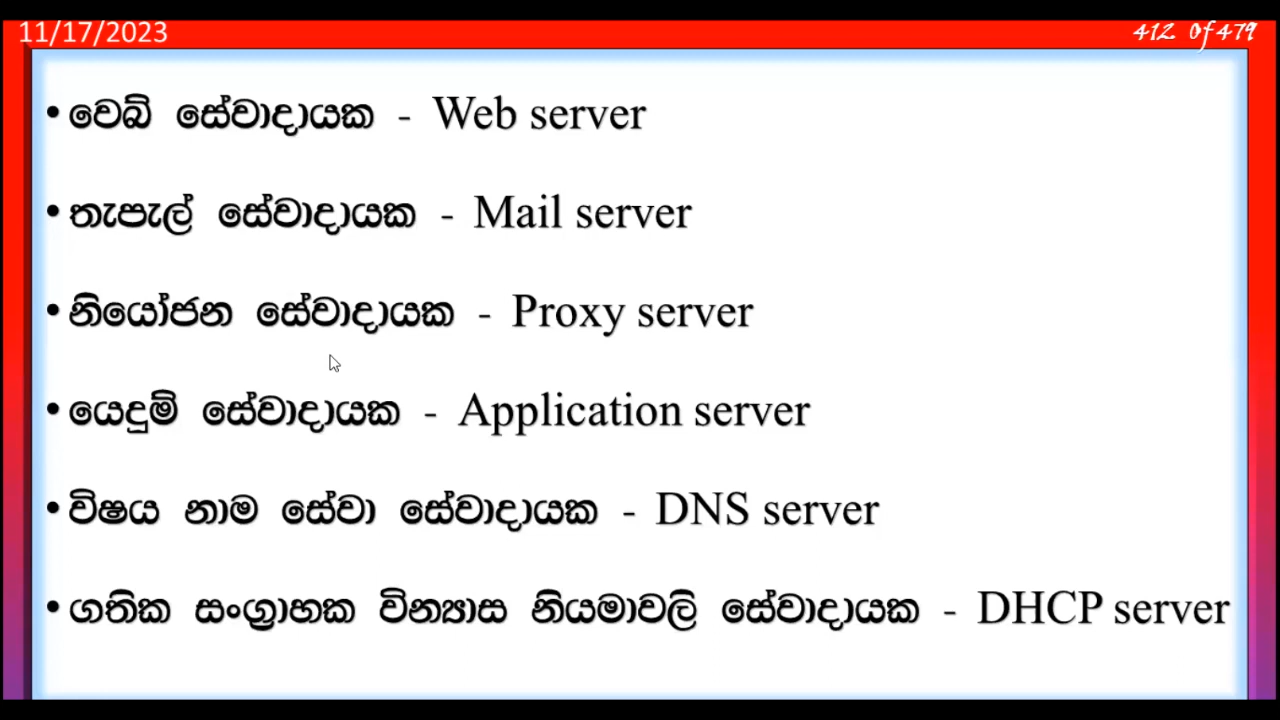 11/17/2023
412 of 479
• වෙබ් සේවාදායක - Web server
• තැපැල් සේවාදායක - Mail server
• නියෝජන සේවාදායක - Proxy server
• යෙදුම් සේවාදායක - Application server
• විෂය නාම සේවා සේවාදායක - DNS server
• ගතික සංග්‍රාහක වින්‍යාස නියමාවලි සේවාදායක - DHCP server